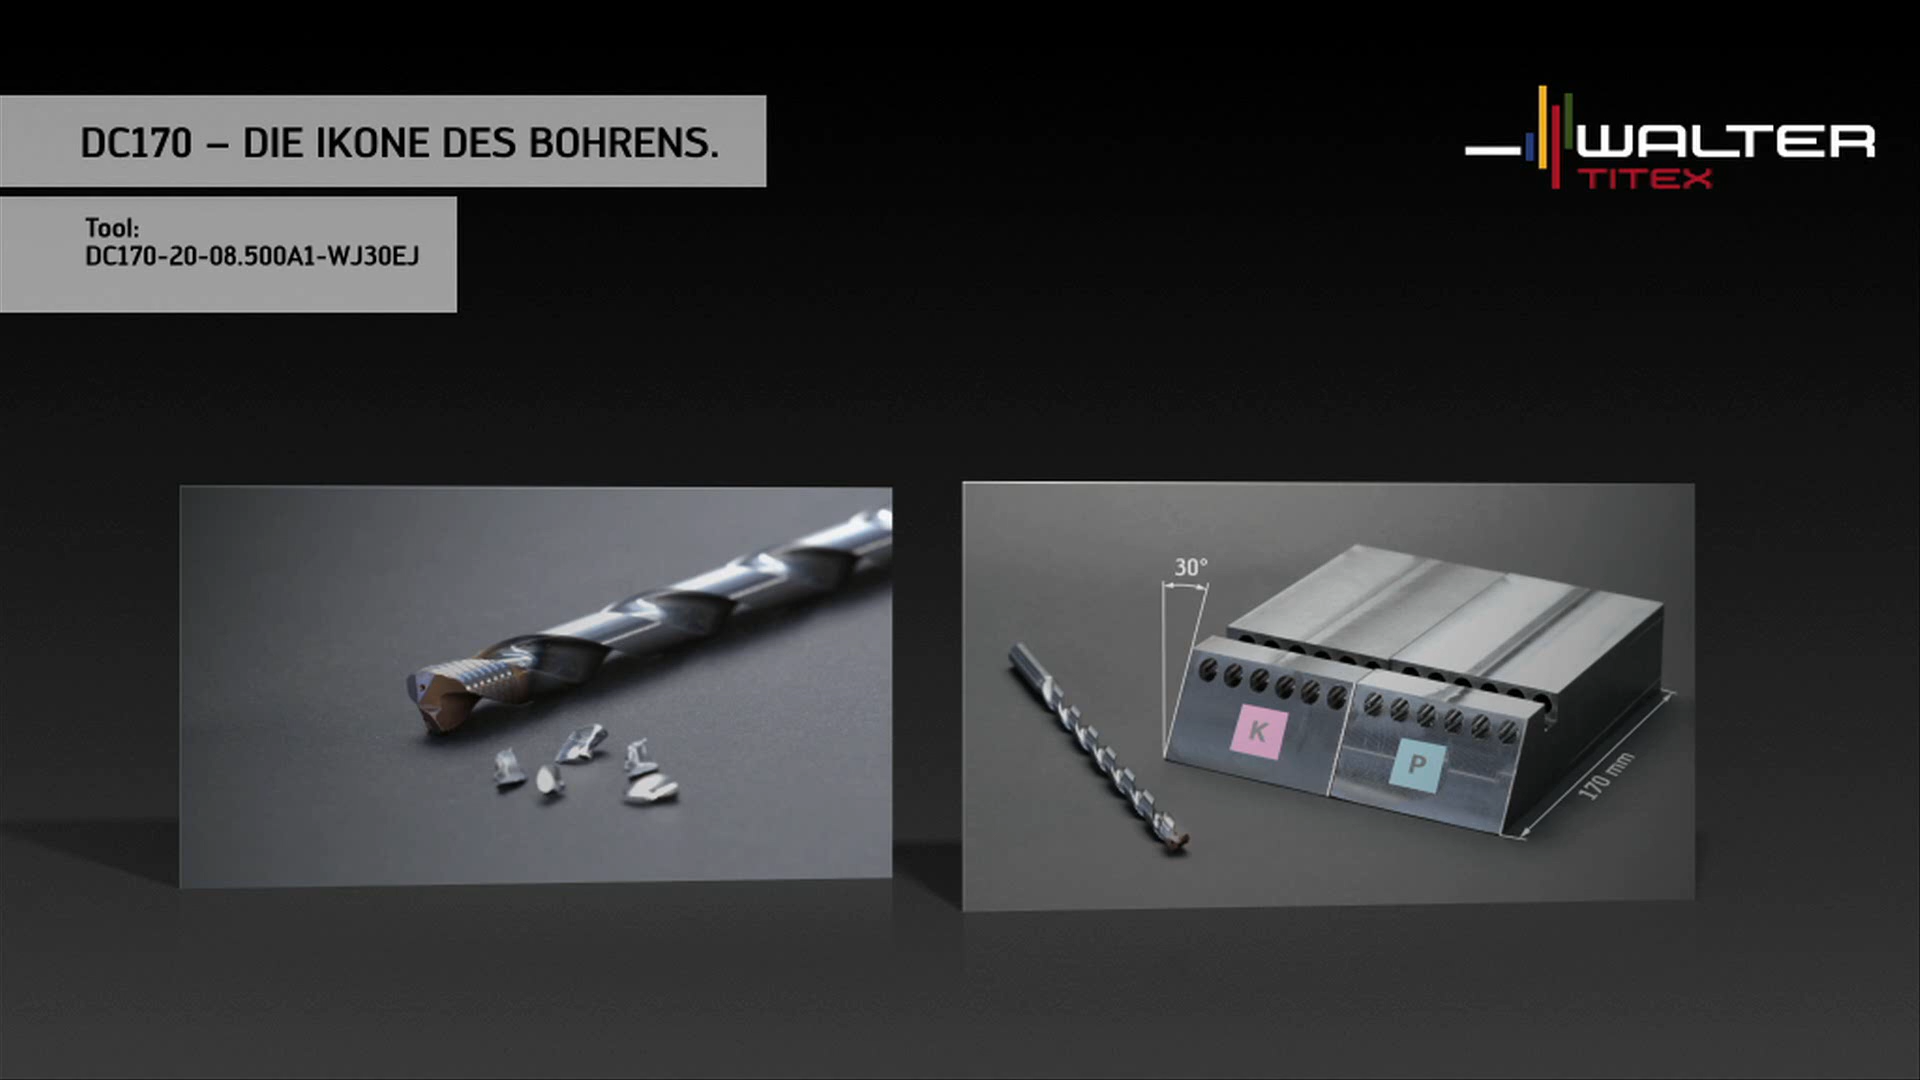 DC170 – DIE IKONE DES BOHRENS.
WALTER
TITEX
Tool:
DC170-20-08.500A1-WJ30EJ
30°
K
P
170 mm